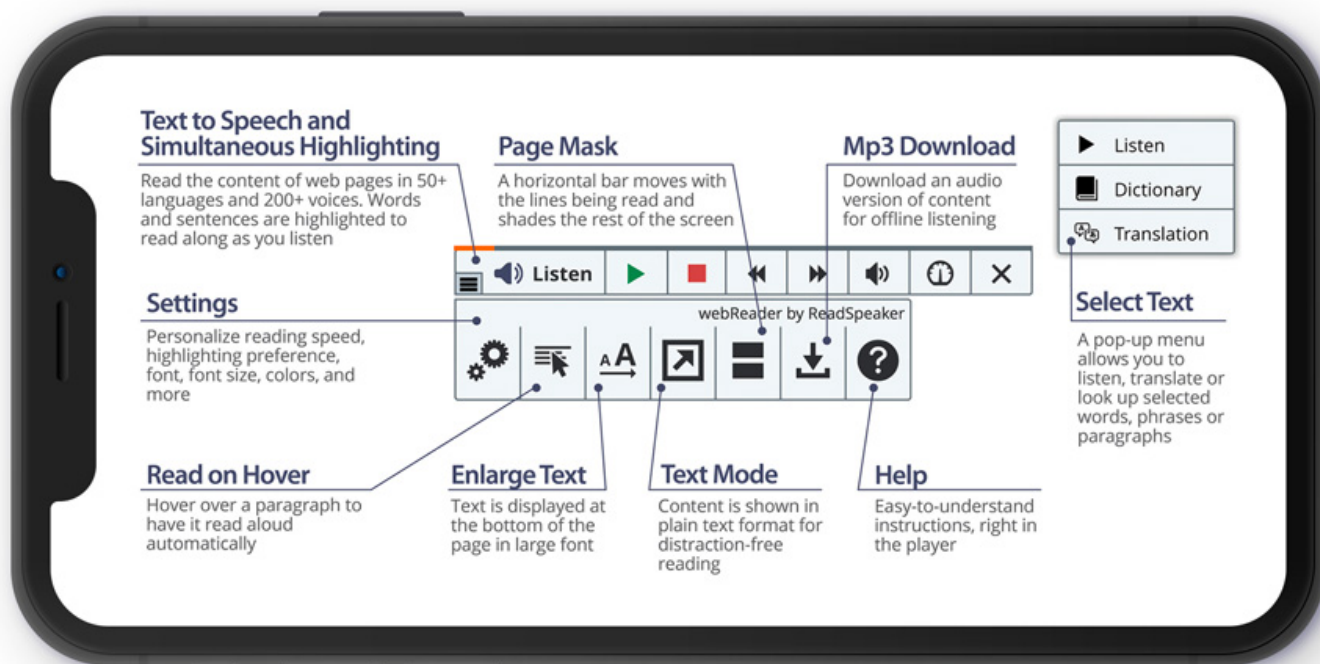 Text to Speech and
Simultaneous Highlighting
Read the content of web pages in 50+
languages and 200+ voices. Words
and sentences are highlighted to
read along as you listen
Page Mask
A horizontal bar moves with
the lines being read and
shades the rest of the screen
Mp3 Download
Download an audio
version of content
for offline listening
Listen
Dictionary
Translation
Listen
webReader by ReadSpeaker
A A
?
Settings
Personalize reading speed,
highlighting preference,
font, font size, colors, and
more
Select Text
A pop-up menu
allows you to
listen, translate or
look up selected
words, phrases or
paragraphs
Read on Hover
Hover over a paragraph to
have it read aloud
automatically
Enlarge Text
Text is displayed at
the bottom of the
page in large font
Text Mode
Content is shown in
plain text format for
distraction-free
reading
Help
Easy-to-understand
instructions, right in
the player